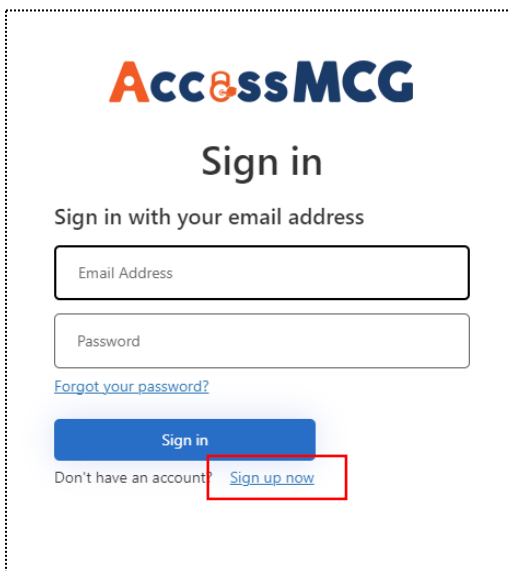 AccessMCG
Sign in
Sign in with your email address
Email Address
Password
Forgot your password?
Sign in
Don't have an account? Sign up now